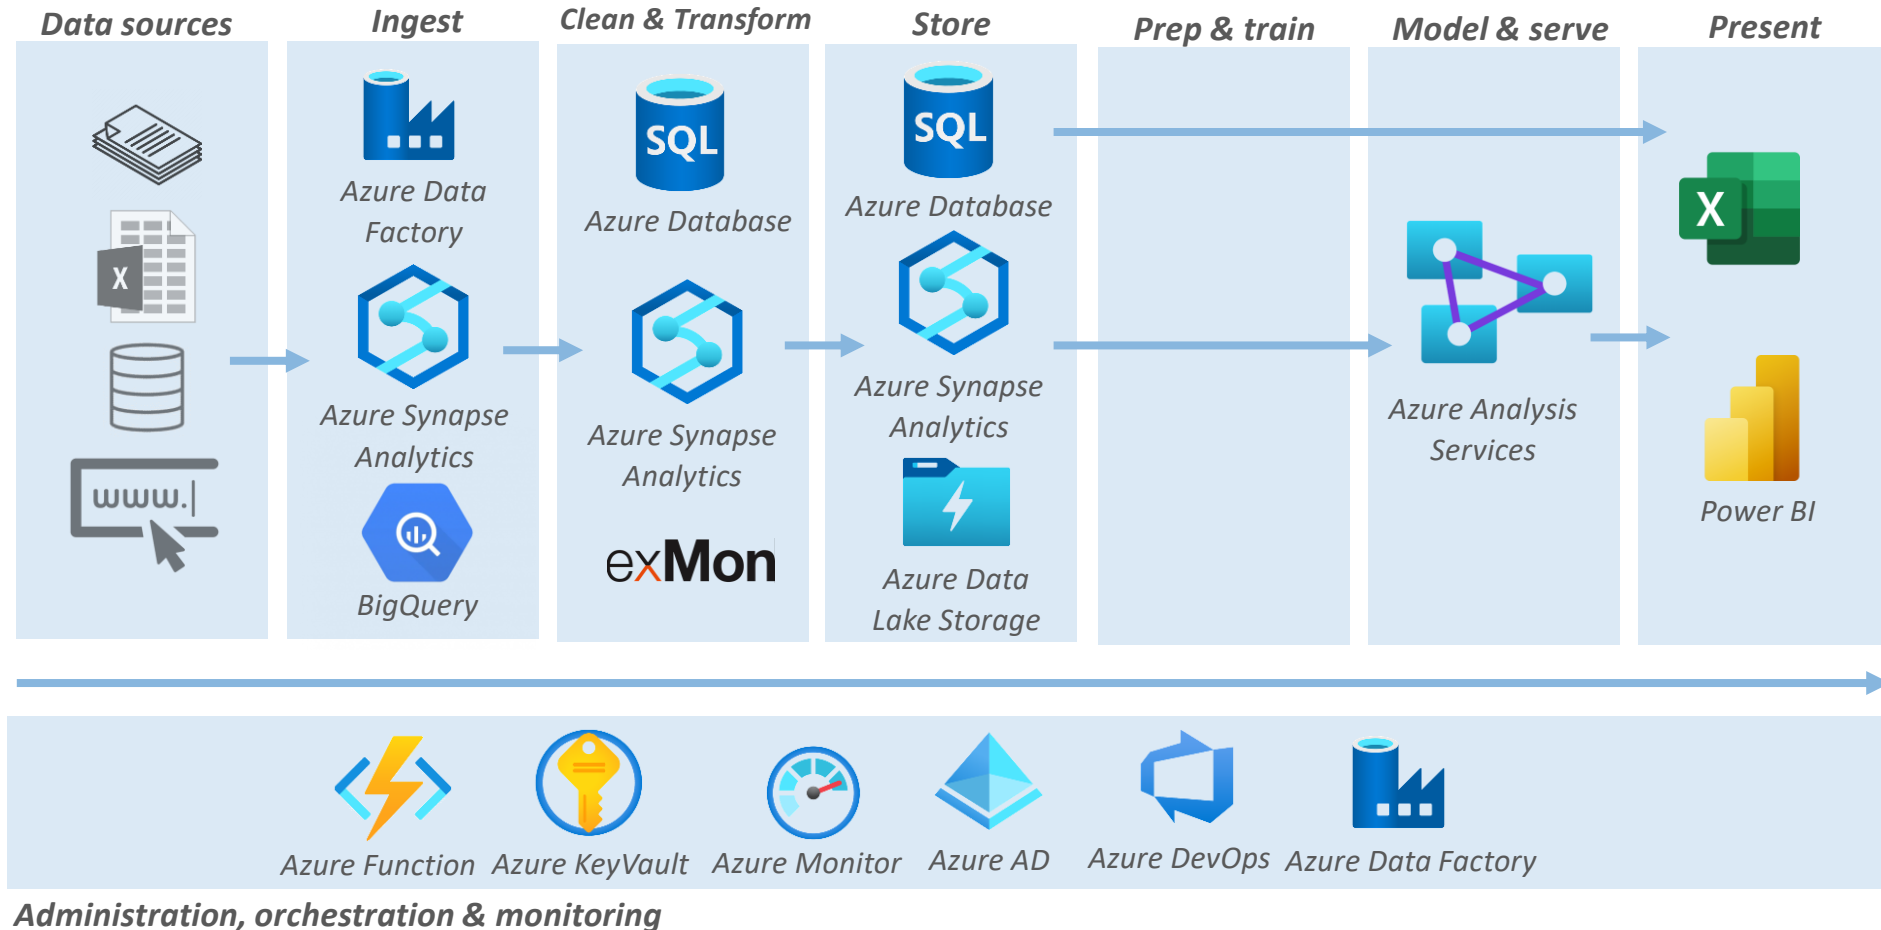 Data sources
Ingest
Clean & Transform
Store
Prep & train
Model & serve
Present
X
www.
Azure Data
Factory
Azure Synapse
Analytics
BigQuery
SQL
Azure Database
Azure Synapse
Analytics
exMon
SQL
Azure Database
Azure Synapse
Analytics
Azure Data
Lake Storage
Azure Analysis
Services
X
Power BI
Azure Function
Azure KeyVault
Azure Monitor
Azure AD
Azure DevOps
Azure Data Factory
Administration, orchestration & monitoring